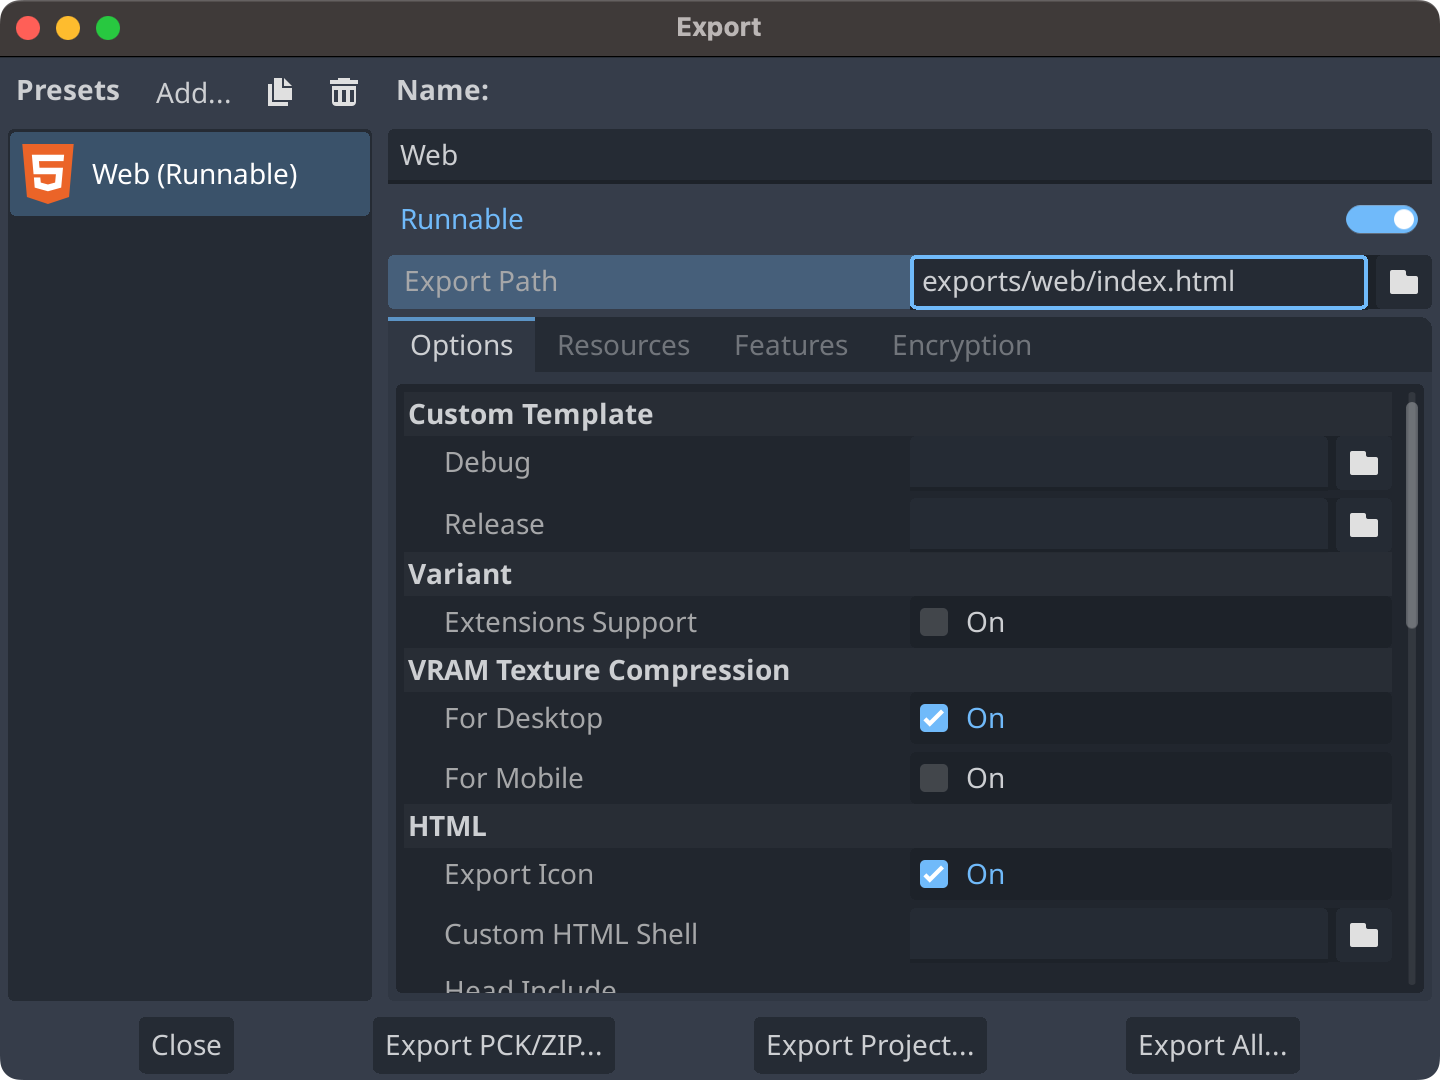 Export
Presets Add... Name:
Web (Runnable)
Web
Runnable
Export Path exports/web/index.html
Options Resources Features Encryption
Custom Template
Debug
Release
Variant
Extensions Support On
VRAM Texture Compression
For Desktop On
For Mobile On
HTML
Export Icon On
Custom HTML Shell
Head Include
Close Export PCK/ZIP... Export Project... Export All...